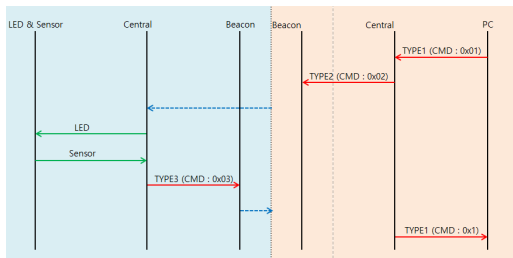 LED & Sensor Central Beacon Beacon Central PC
TYPE1 (CMD : 0x01)
TYPE2 (CMD : 0x02)
LED
Sensor
TYPE3 (CMD : 0x03)
TYPE1 (CMD : 0x1)